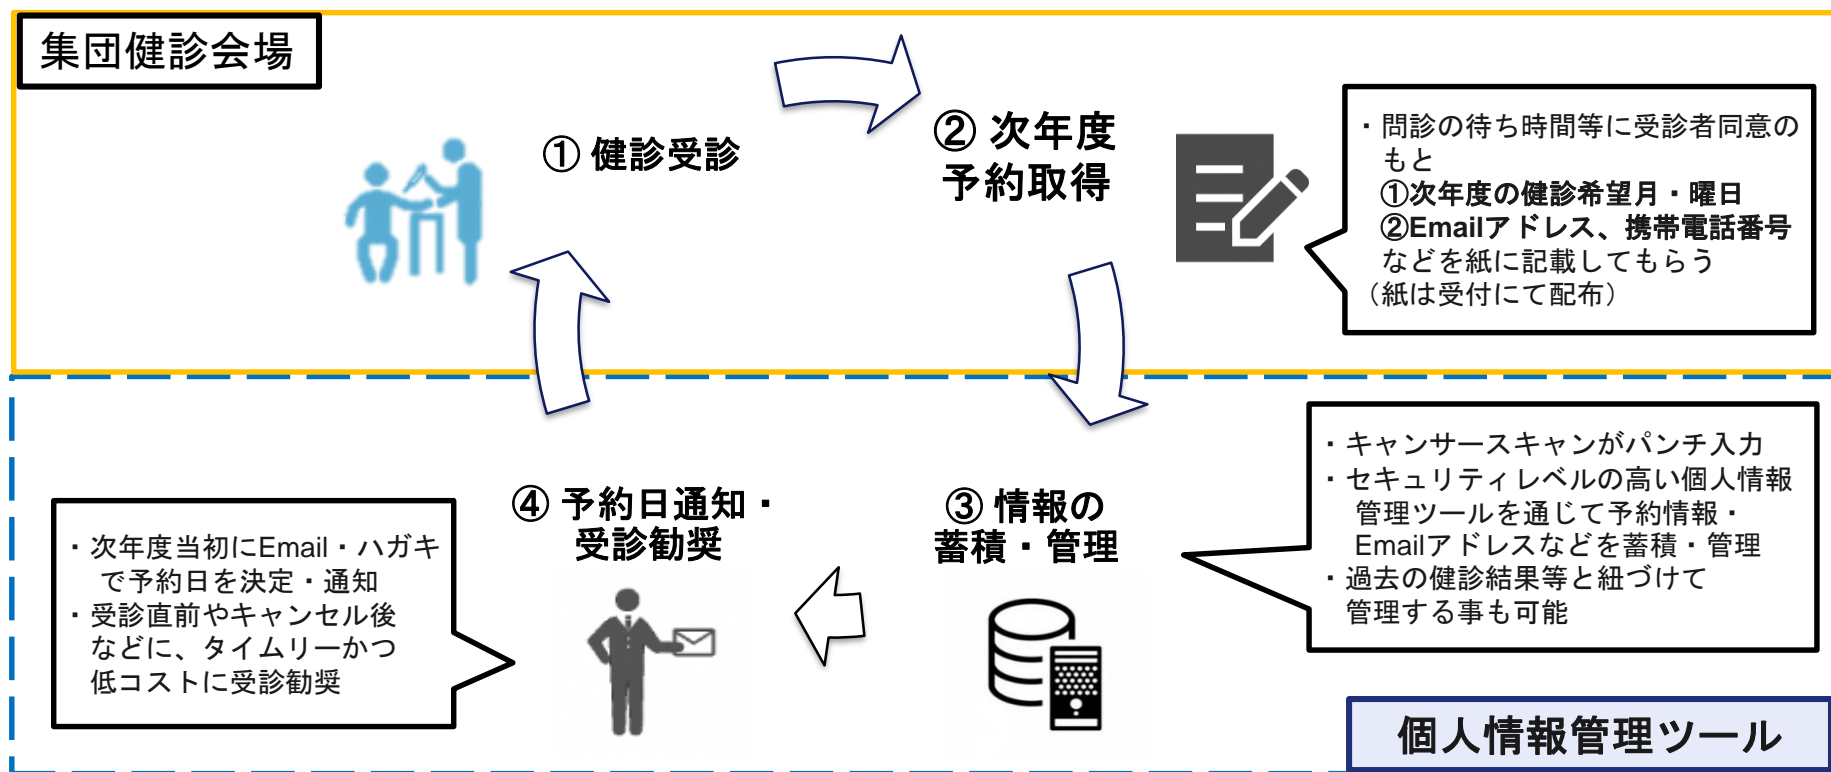 集団健診会場
① 健診受診
② 次年度
予約取得
・問診の待ち時間等に受診者同意の
もと
①次年度の健診希望月・曜日
②Emailアドレス、携帯電話番号
などを紙に記載してもらう
（紙は受付にて配布）
③ 情報の
蓄積・管理
・キャンサースキャンがパンチ入力
・セキュリティレベルの高い個人情報
管理ツールを通じて予約情報・
Emailアドレスなどを蓄積・管理
・過去の健診結果等と紐づけて
管理する事も可能
④ 予約日通知・
受診勧奨
・次年度当初にEmail・ハガキ
で予約日を決定・通知
・受診直前やキャンセル後
などに、タイムリーかつ
低コストに受診勧奨
個人情報管理ツール